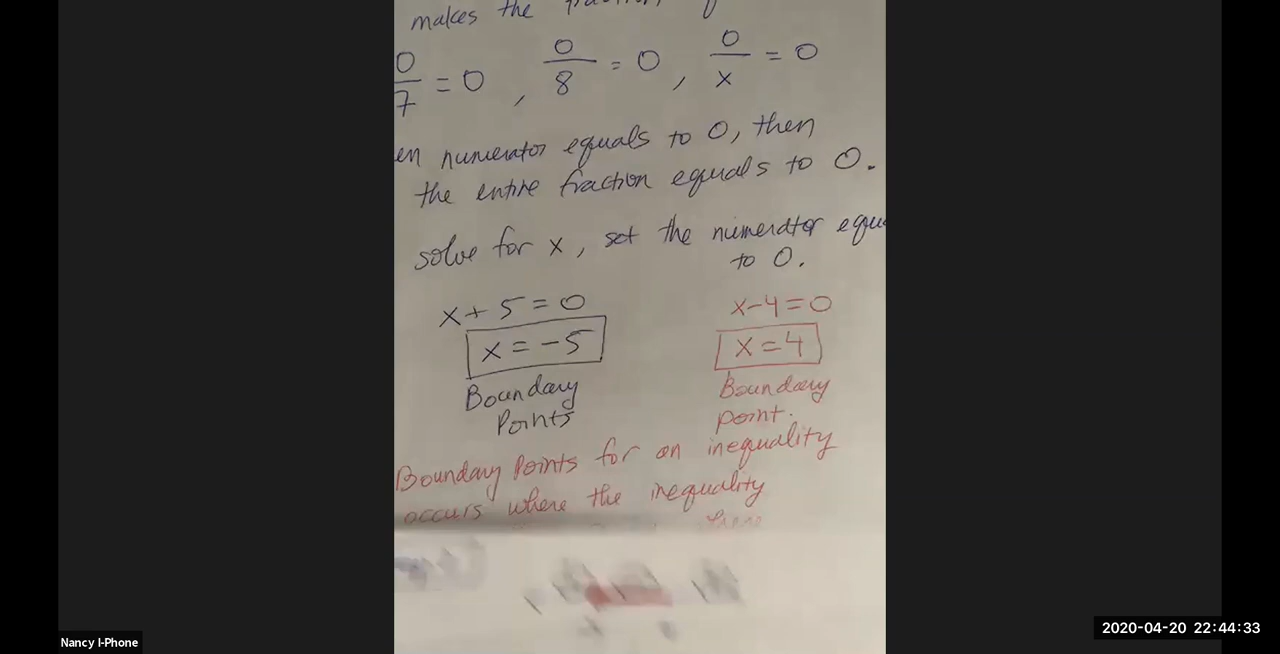 makes the
0/7 = 0 , 0/8 = 0 , 0/x = 0
en numerator equals to 0, then
the entire fraction equals to 0.
solve for x, set the numerator equ
to 0.
x + 5 = 0
x = -5
Boundary
Points
x-4=0
x=4
Boundary
point.
Boundary Points for an inequality
occurs where the inequality
Nancy I-Phone
2020-04-20 22:44:33